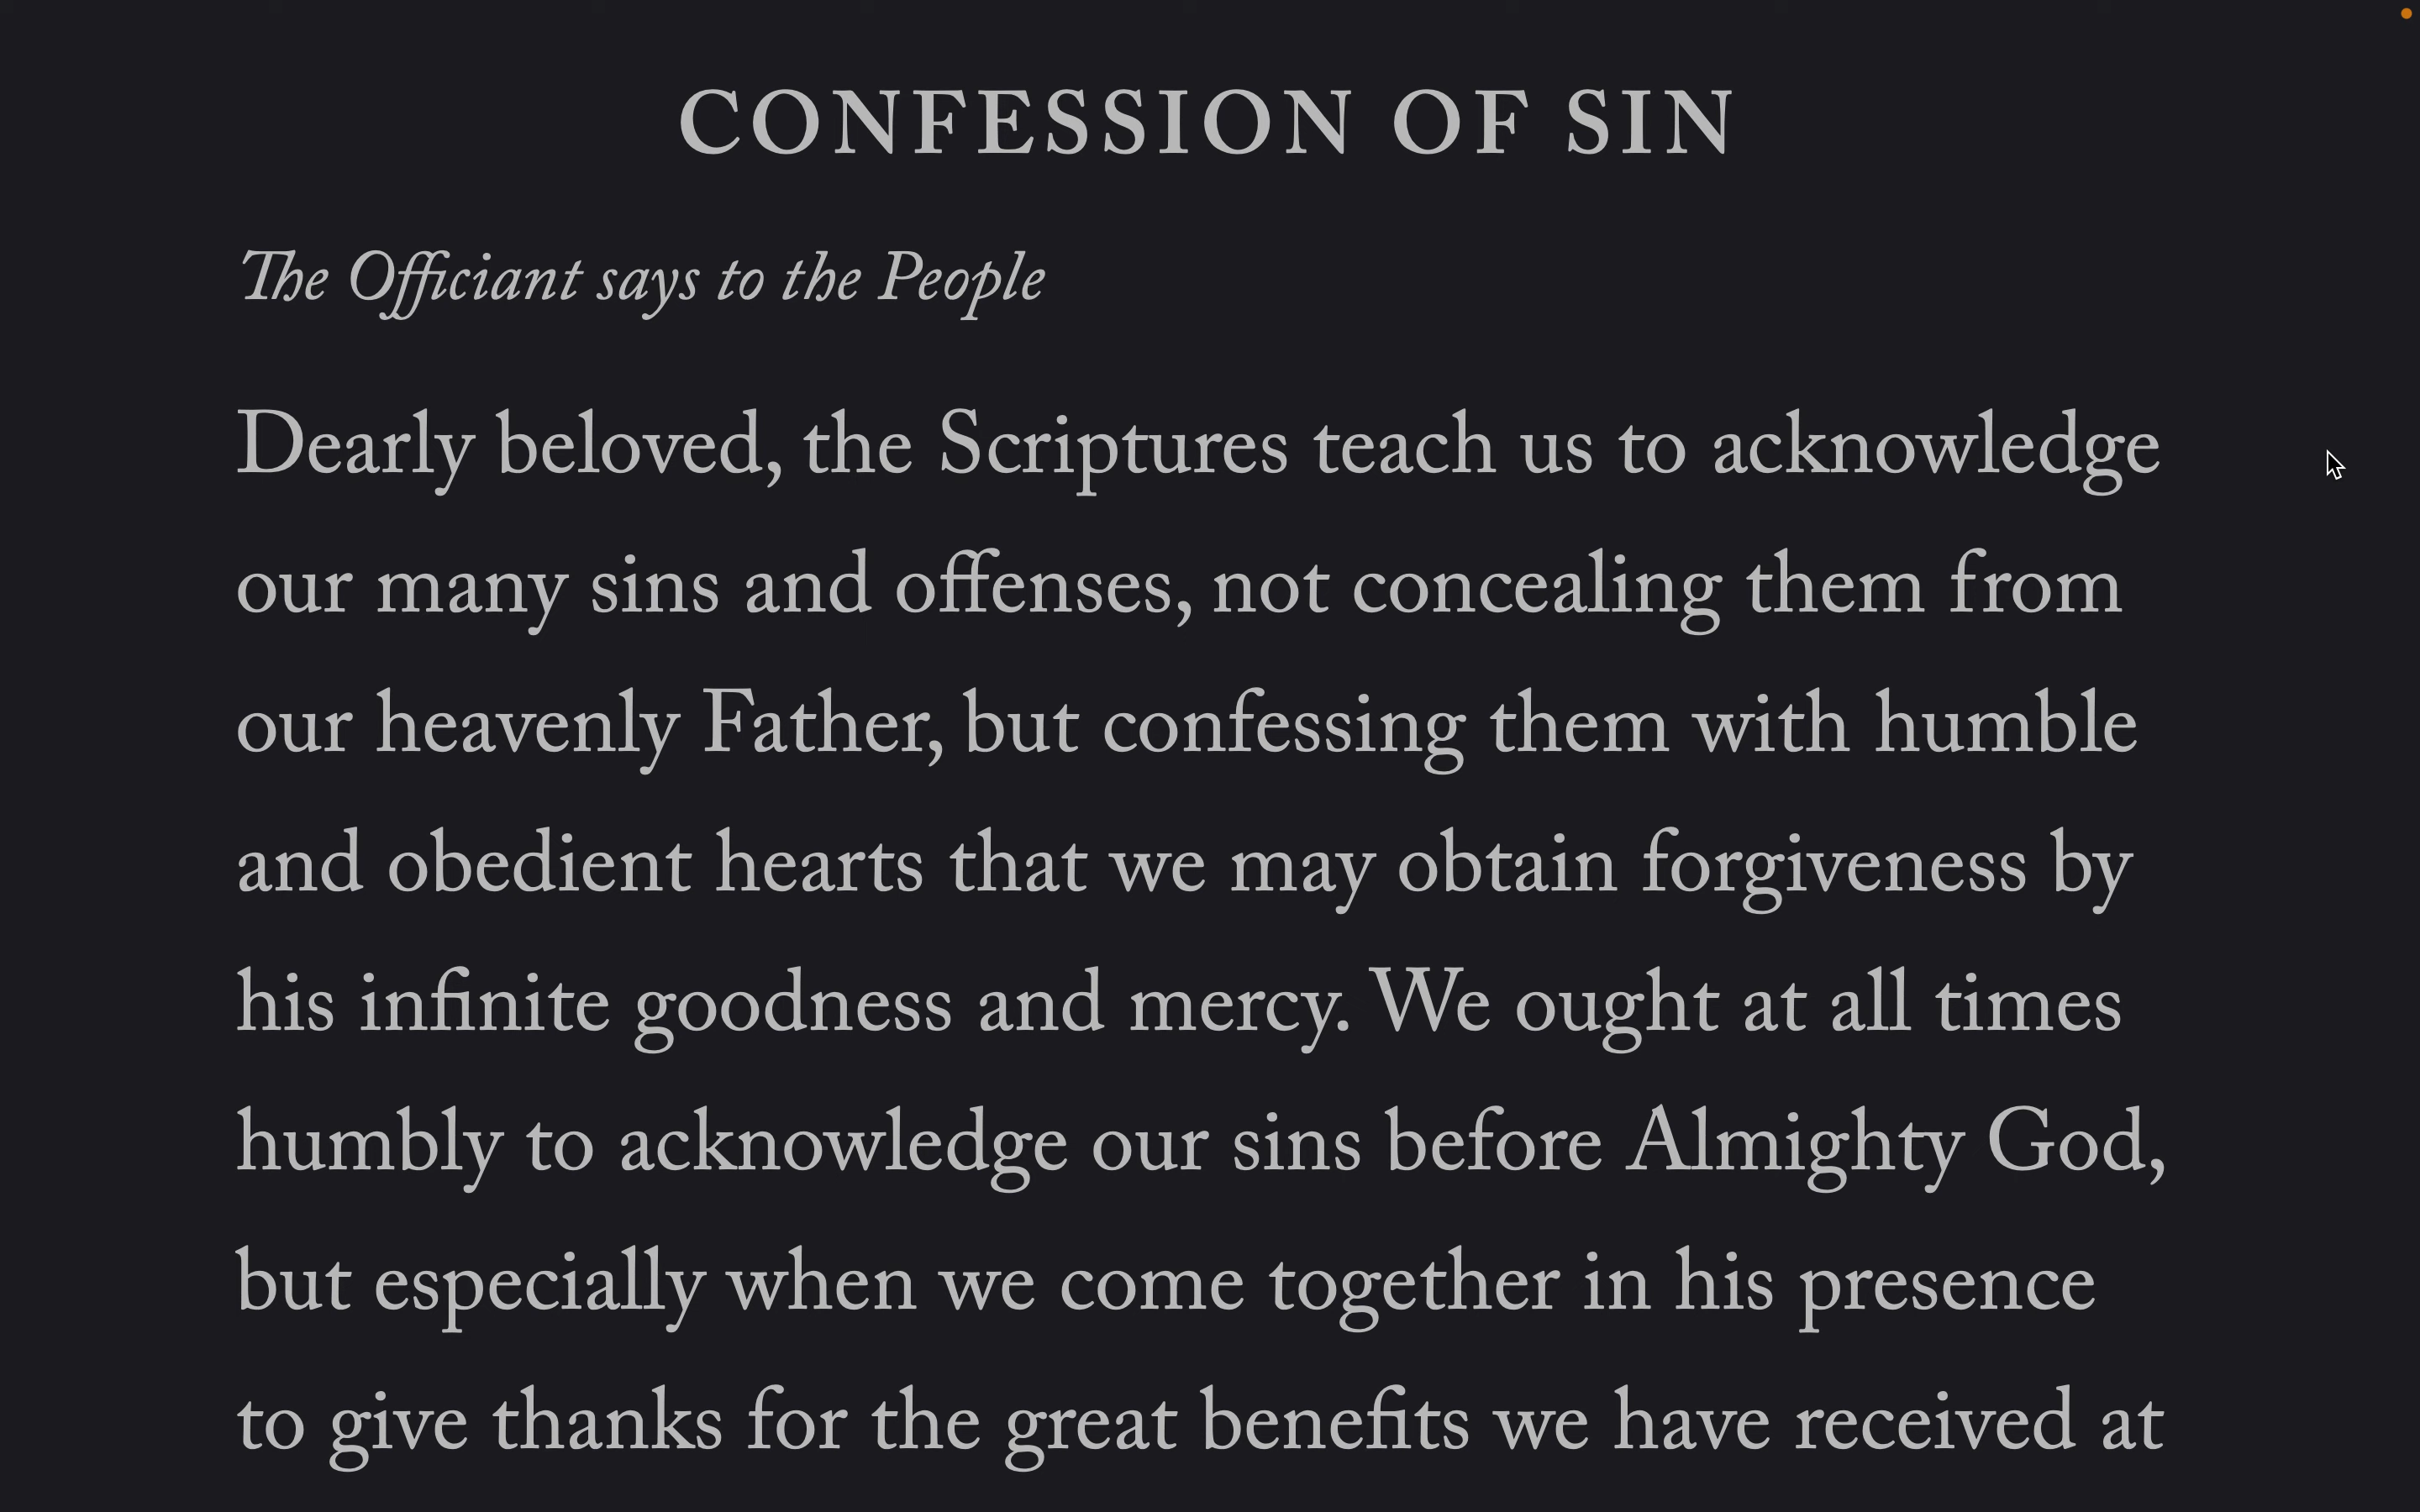 CONFESSION OF SIN
The Officiant says to the People
Dearly beloved, the Scriptures teach us to acknowledge
our many sins and offenses, not concealing them from
our heavenly Father, but confessing them with humble
and obedient hearts that we may obtain forgiveness by
his infinite goodness and mercy. We ought at all times
humbly to acknowledge our sins before Almighty God,
but especially when we come together in his presence
to give thanks for the great benefits we have received at